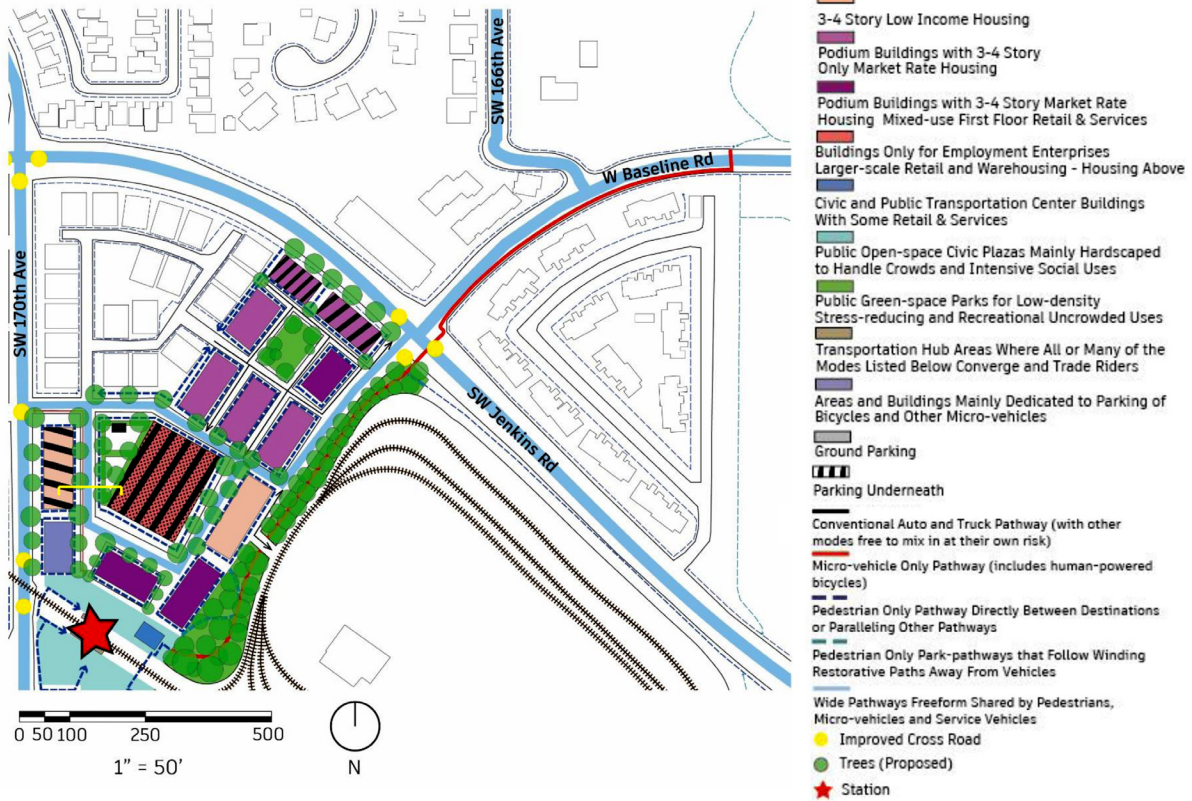 SW 166th Ave
W Baseline Rd
SW 170th Ave
SW Jenkins Rd
0 50 100 250 500
1” = 50’
N
3-4 Story Low Income Housing
Podium Buildings with 3-4 Story
Only Market Rate Housing
Podium Buildings with 3-4 Story Market Rate
Housing Mixed-use First Floor Retail & Services
Buildings Only for Employment Enterprises
Larger-scale Retail and Warehousing - Housing Above
Civic and Public Transportation Center Buildings
With Some Retail & Services
Public Open-space Civic Plazas Mainly Hardscaped
to Handle Crowds and Intensive Social Uses
Public Green-space Parks for Low-density
Stress-reducing and Recreational Uncrowded Uses
Transportation Hub Areas Where All or Many of the
Modes Listed Below Converge and Trade Riders
Areas and Buildings Mainly Dedicated to Parking of
Bicycles and Other Micro-vehicles
Ground Parking
Parking Underneath
Conventional Auto and Truck Pathway (with other
modes free to mix in at their own risk)
Micro-vehicle Only Pathway (includes human-powered
bicycles)
Pedestrian Only Pathway Directly Between Destinations
or Paralleling Other Pathways
Pedestrian Only Park-pathways that Follow Winding
Restorative Paths Away From Vehicles
Wide Pathways Freeform Shared by Pedestrians,
Micro-vehicles and Service Vehicles
Improved Cross Road
Trees (Proposed)
Station